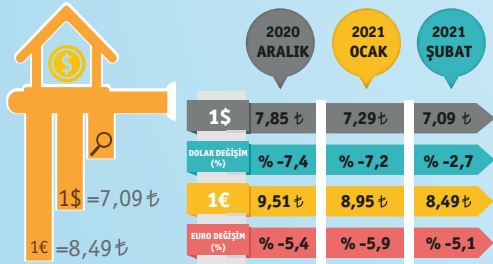 $
2020
ARALIK
2021
OCAK
2021
ŞUBAT
1$ 7,85 ₺ 7,29 ₺ 7,09 ₺
DOLAR DEĞİŞİM
(%)
% -7,4 % -7,2 % -2,7
1€ 9,51 ₺ 8,95 ₺ 8,49 ₺
EURO DEĞİŞİM
(%)
% -5,4 % -5,9 % -5,1
1$ =7,09 ₺
1€ =8,49 ₺